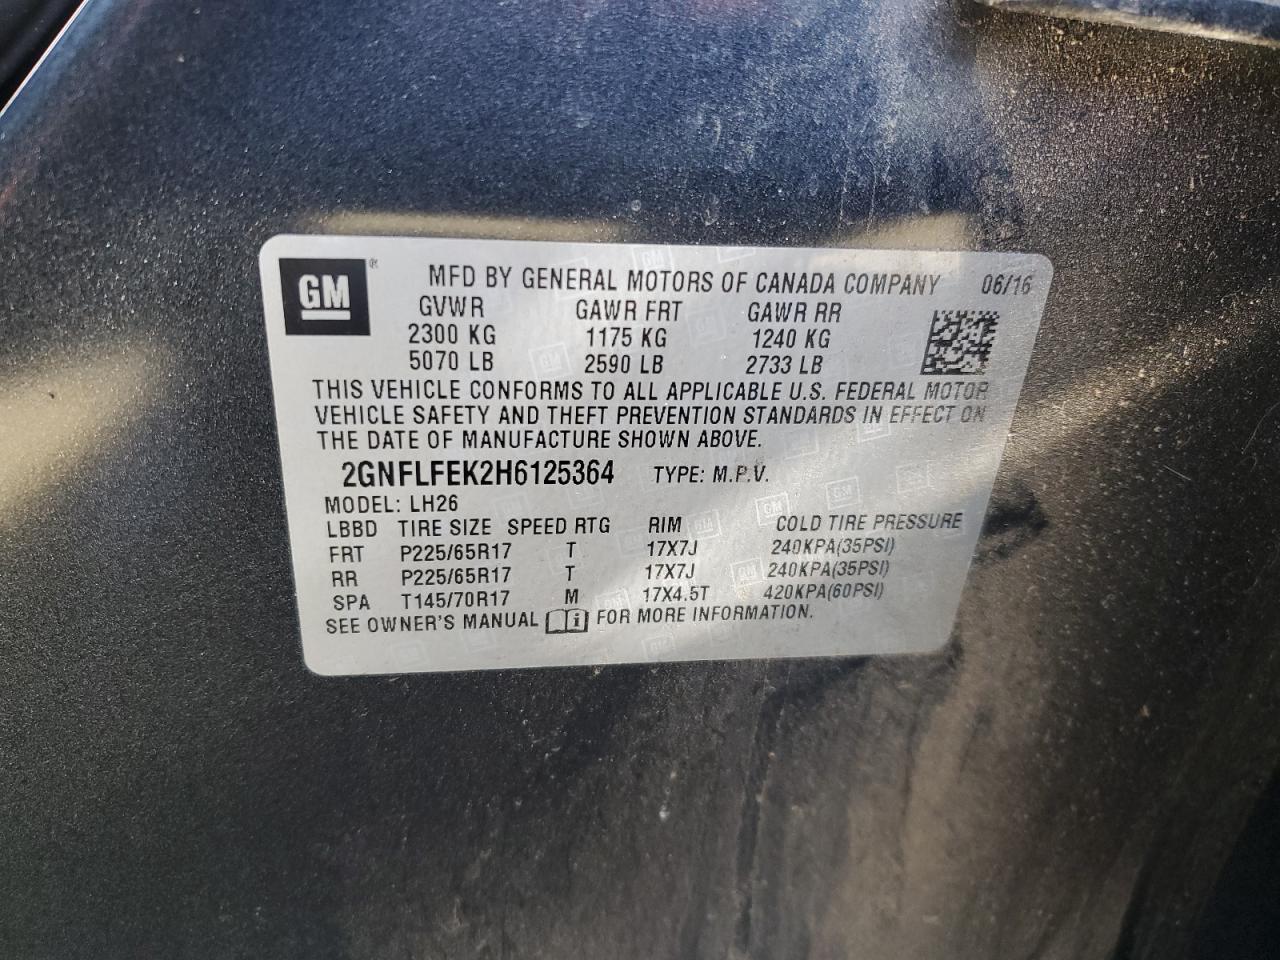 GM ® MFD BY GENERAL MOTORS OF CANADA COMPANY 06/16
GVWR GAWR FRT GAWR RR
2300 KG 1175 KG 1240 KG
5070 LB 2590 LB 2733 LB
THIS VEHICLE CONFORMS TO ALL APPLICABLE U.S. FEDERAL MOTOR
VEHICLE SAFETY AND THEFT PREVENTION STANDARDS IN EFFECT ON
THE DATE OF MANUFACTURE SHOWN ABOVE.
2GNFLFEK2H6125364 TYPE: M.P.V.
MODEL: LH26
LBBD TIRE SIZE SPEED RTG RIM COLD TIRE PRESSURE
FRT P225/65R17 T 17X7J 240KPA(35PSI)
RR P225/65R17 T 17X7J 240KPA(35PSI)
SPA T145/70R17 M 17X4.5T 420KPA(60PSI)
SEE OWNER'S MANUAL FOR MORE INFORMATION.